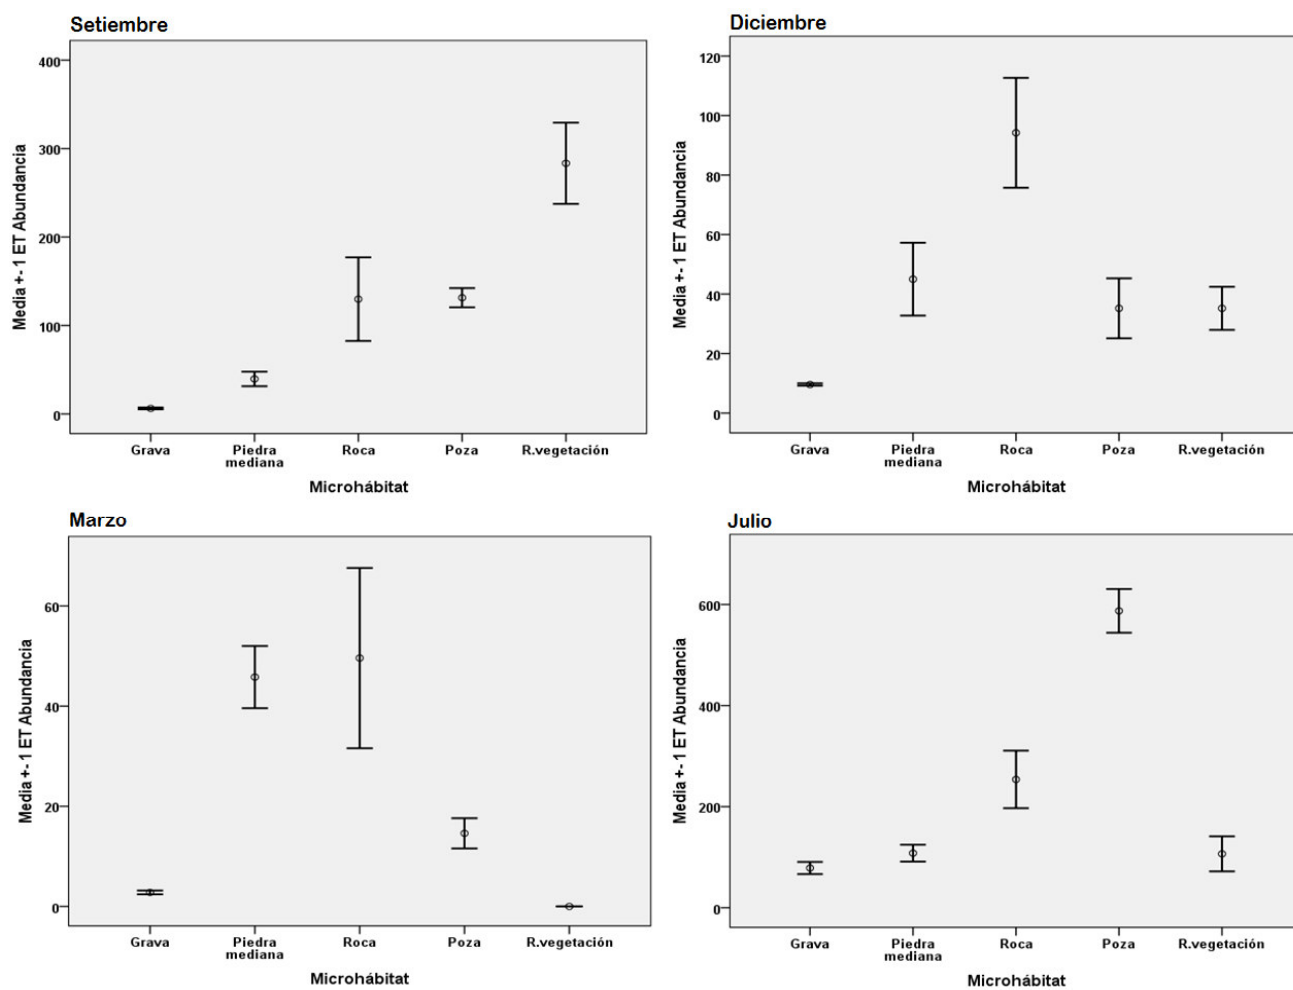 Setiembre
Media +- 1 ET Abundancia
400
300
200
100
0
Grava
Piedra
mediana
Roca
Poza
R.vegetación
Microhábitat
Diciembre
Media +- 1 ET Abundancia
120
100
80
60
40
20
0
Grava
Piedra
mediana
Roca
Poza
R.vegetación
Microhábitat
Marzo
Media +- 1 ET Abundancia
60
40
20
0
Grava
Piedra
mediana
Roca
Poza
R.vegetación
Microhábitat
Julio
Media +- 1 ET Abundancia
600
400
200
0
Grava
Piedra
mediana
Roca
Poza
R.vegetación
Microhábitat